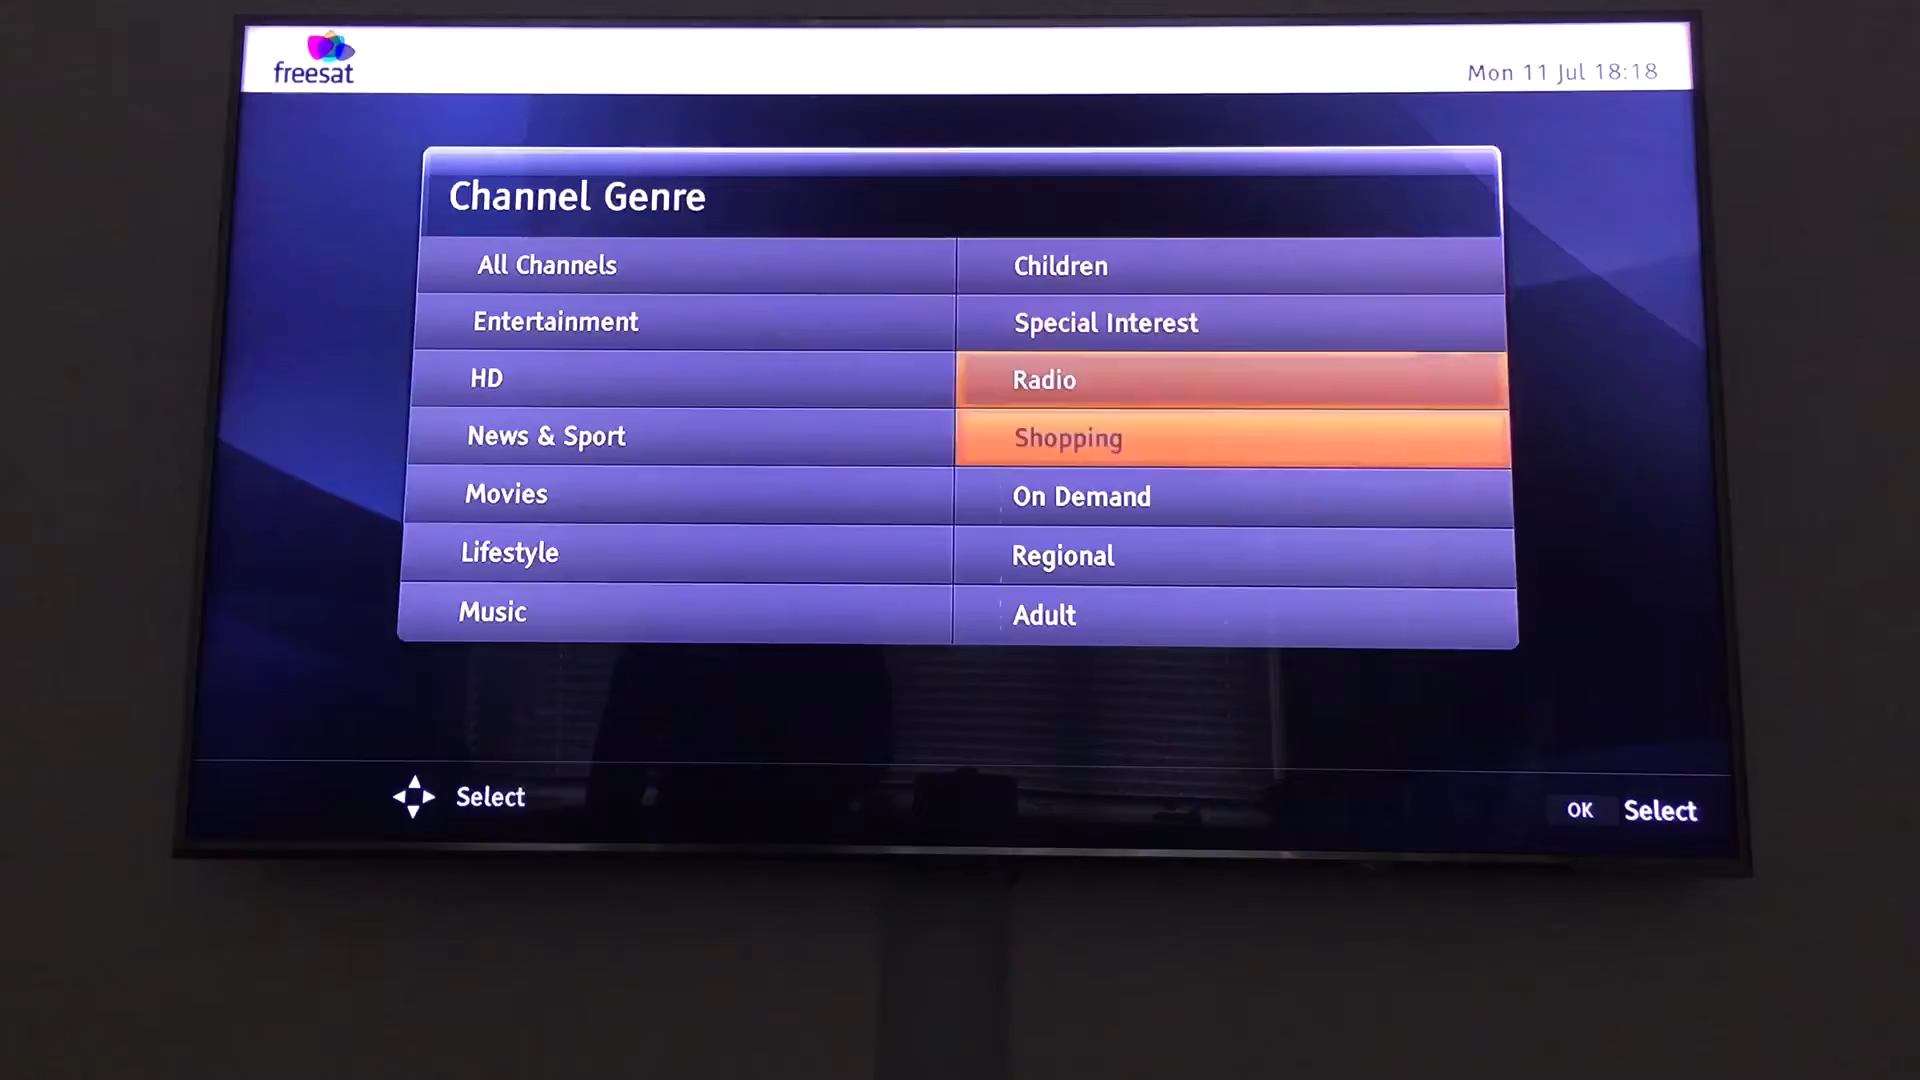 freesat
Mon 11 Jul 18:18
Channel Genre
All Channels
Children
Entertainment
Special Interest
HD
Radio
News & Sport
Shopping
Movies
On Demand
Lifestyle
Regional
Music
Adult
Select
OK Select